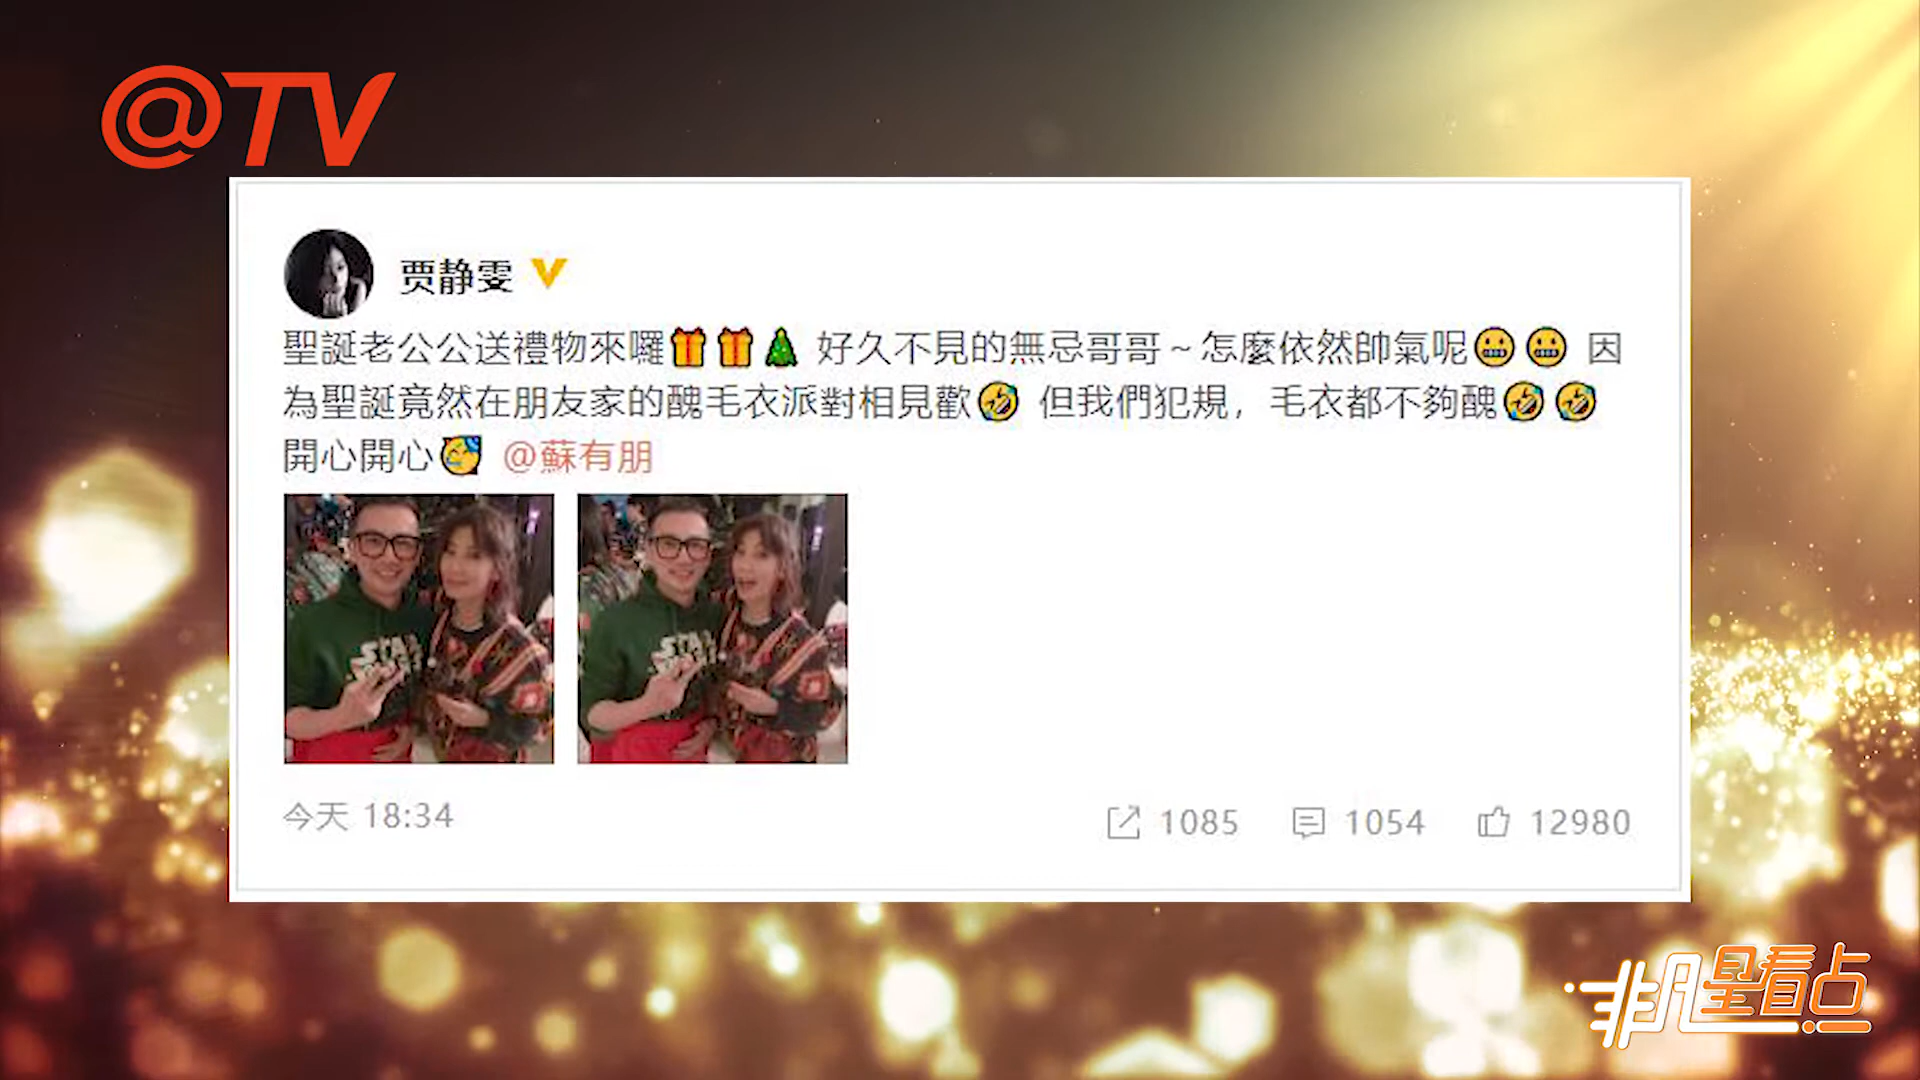 @TV
贾静雯
聖誕老公公送禮物來囉🎁🎁🎄 好久不見的無忌哥哥~怎麼依然帥氣呢😬😬 因
為聖誕竟然在朋友家的醜毛衣派對相見歡🤣 但我們犯規，毛衣都不夠醜🤣🤣
開心開心🥳 @蘇有朋
STAR
今天 18:34
1085 1054 12980
非凡星看点